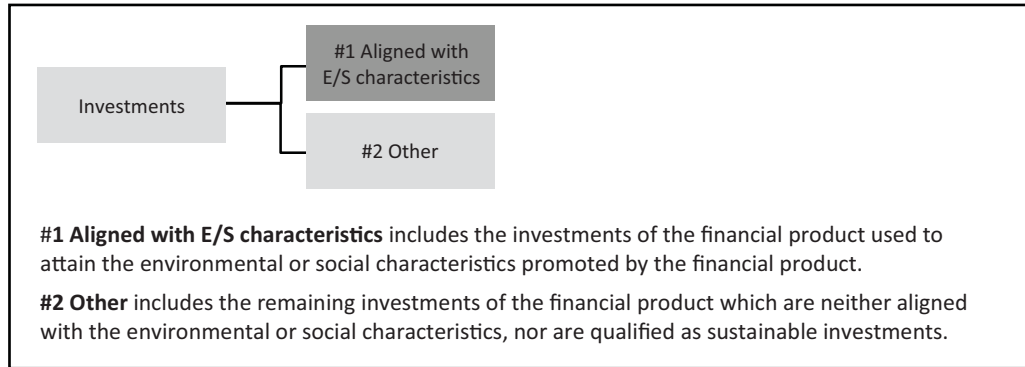 #1 Aligned with
E/S characteristics
Investments
#2 Other
#1 Aligned with E/S characteristics includes the investments of the financial product used to
attain the environmental or social characteristics promoted by the financial product.
#2 Other includes the remaining investments of the financial product which are neither aligned
with the environmental or social characteristics, nor are qualified as sustainable investments.